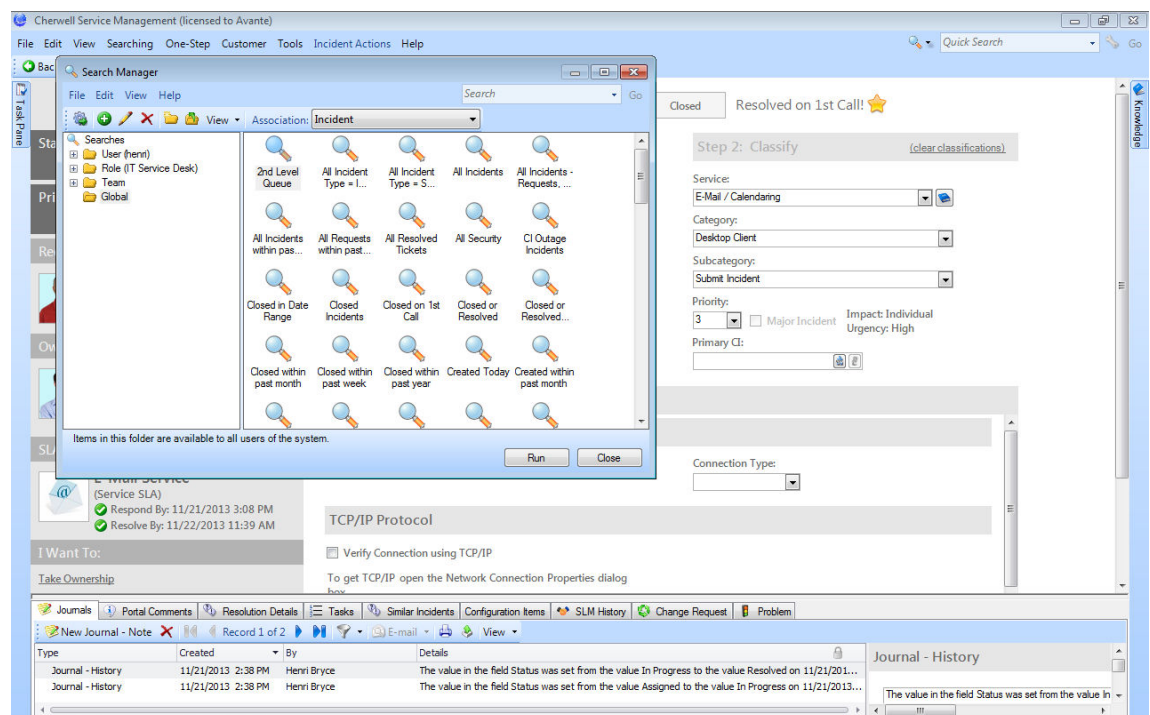 Cherwell Service Management (licensed to Avante)
File Edit View Searching One-Step Customer Tools Incident Actions Help
Quick Search Go
Back
Search Manager
File Edit View Help
Search Go
View Association: Incident
Searches
User (henri)
Role (IT Service Desk)
Team
Global
2nd Level Queue
All Incident Type = I...
All Incident Type = S...
All Incidents
All Incidents - Requests, ...
All Incidents within pas...
All Requests within past...
All Resolved Tickets
All Security
CI Outage Incidents
Closed in Date Range
Closed Incidents
Closed on 1st Call
Closed or Resolved
Closed or Resolved...
Closed within past month
Closed within past week
Closed within past year
Created Today
Created within past month
Items in this folder are available to all users of the system.
Run Close
Task Pane
Knowledge
Sta
Pri
Re
Ow
SL
Closed Resolved on 1st Call!
Step 2: Classify (clear classifications)
Service:
E-Mail / Calendaring
Category:
Desktop Client
Subcategory:
Submit Incident
Priority:
3 Major Incident
Impact: Individual
Urgency: High
Primary CI:
Connection Type:
E-Mail Service
(Service SLA)
Respond By: 11/21/2013 3:08 PM
Resolve By: 11/22/2013 11:39 AM
I Want To:
Take Ownership
TCP/IP Protocol
Verify Connection using TCP/IP
To get TCP/IP open the Network Connection Properties dialog
box
Journals Portal Comments Resolution Details Tasks Similar Incidents Configuration Items SLM History Change Request Problem
New Journal - Note Record 1 of 2 E-mail View
Type Created By Details
Journal - History 11/21/2013 2:38 PM Henri Bryce The value in the field Status was set from the value In Progress to the value Resolved on 11/21/201...
Journal - History 11/21/2013 2:38 PM Henri Bryce The value in the field Status was set from the value Assigned to the value In Progress on 11/21/2013...
Journal - History
The value in the field Status was set from the value In